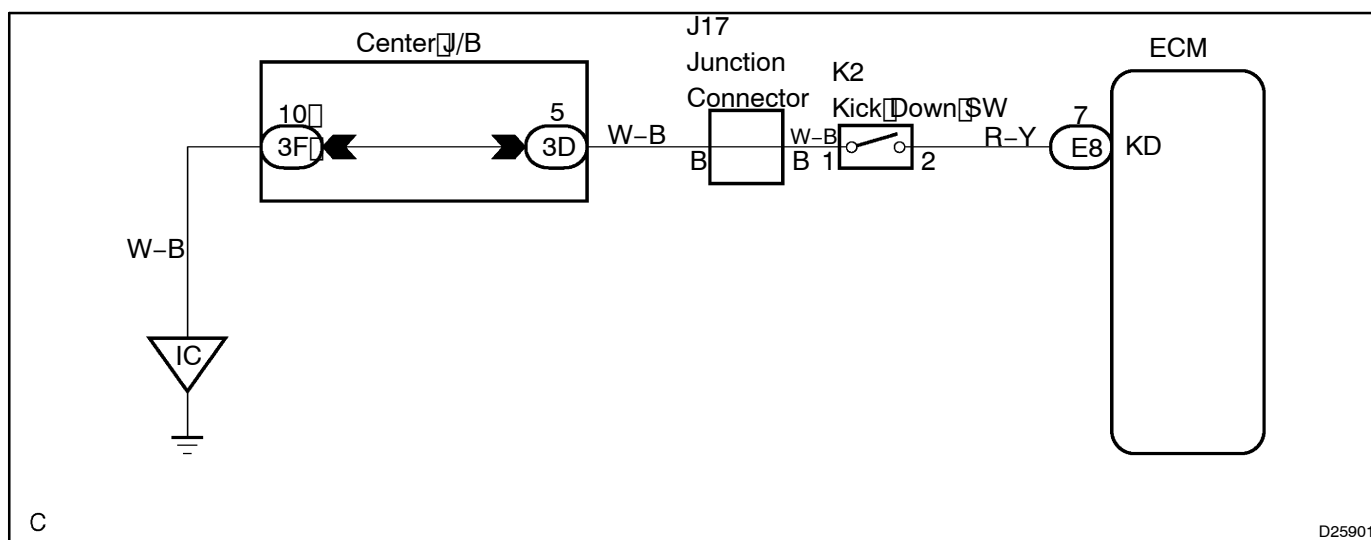 Center▯J/B
J17
Junction
Connector
K2
Kick▯Down▯SW
ECM
10▯
3F▯
5
3D
W–B
B
B
W–B
1
2
R–Y
7
E8
KD
W–B
IC
C
D25901